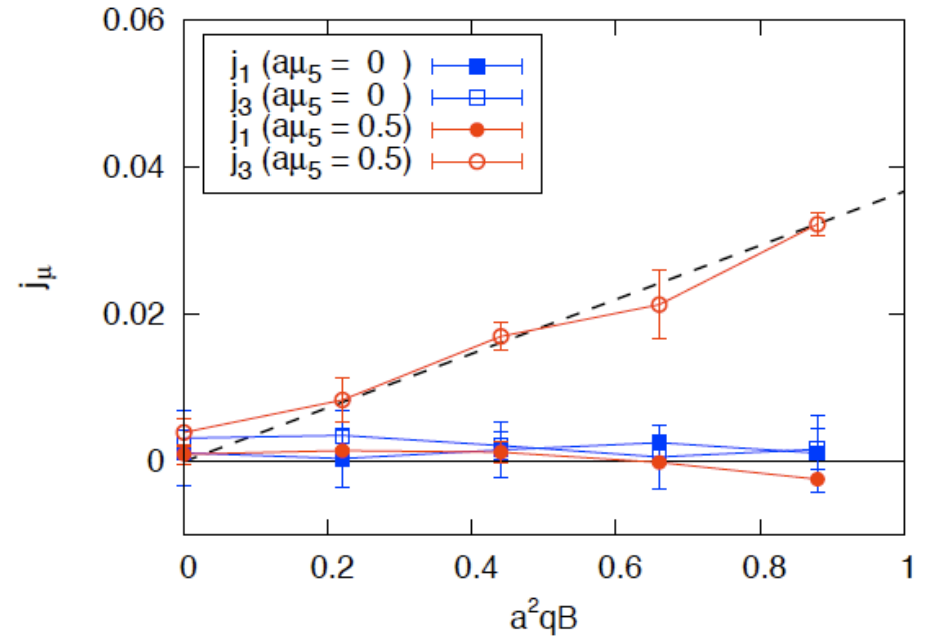 0.06
0.04
0.02
0
j₁ (aμ₅ = 0 )
j₃ (aμ₅ = 0 )
j₁ (aμ₅ = 0.5)
j₃ (aμ₅ = 0.5)
jμ
0 0.2 0.4 0.6 0.8 1
a²qB